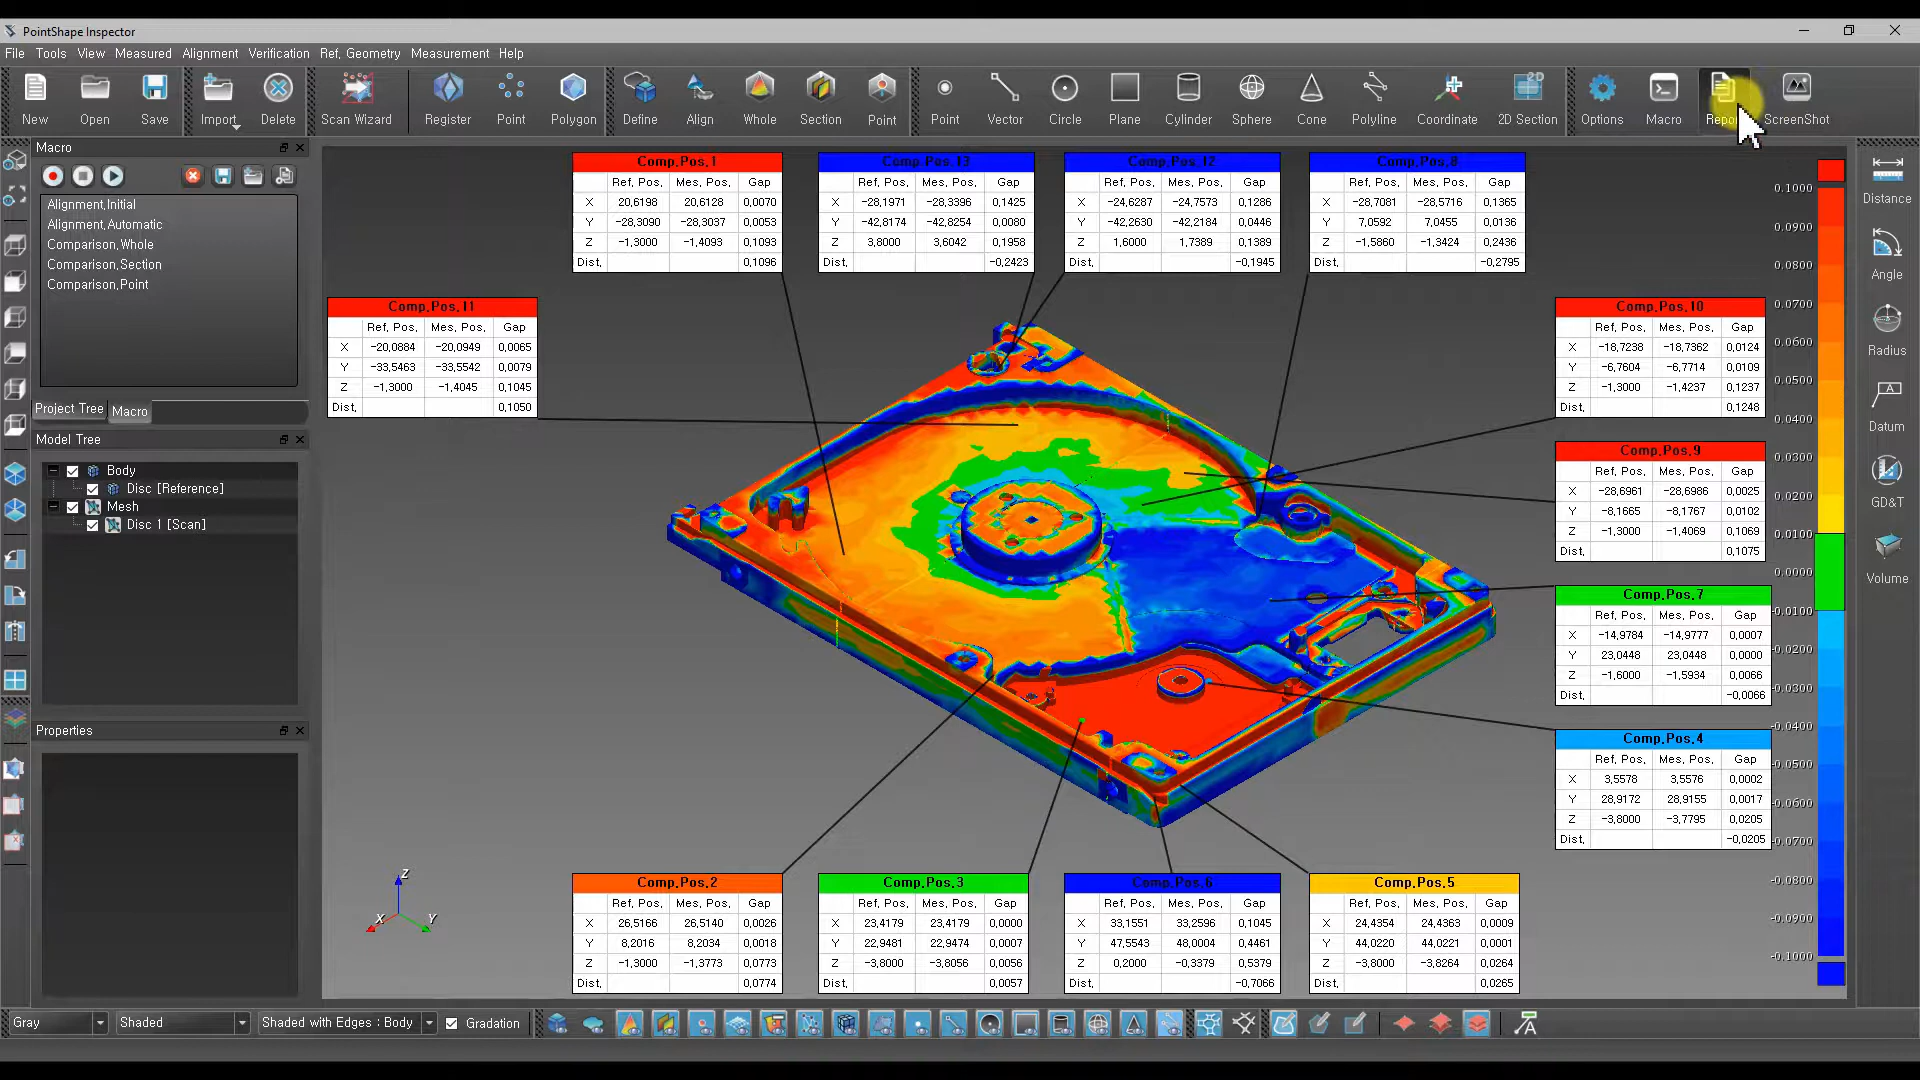 PointShape Inspector
File Tools View Measured Alignment Verification Ref. Geometry Measurement Help
New Open Save Import Delete Scan Wizard Register Point Polygon Define Align Whole Section Point Point Vector Circle Plane Cylinder Sphere Cone Polyline Coordinate 2D Section Options Macro Repo ScreenShot
2D
Macro
Alignment,Initial
Alignment,Automatic
Comparison,Whole
Comparison,Section
Comparison,Point
Project Tree Macro
Model Tree
Body
Disc [Reference]
Mesh
Disc 1 [Scan]
Properties
Comp,Pos,1
Ref, Pos, Mes, Pos, Gap
X 20,6198 20,6128 0,0070
Y -28,3090 -28,3037 0,0053
Z -1,3000 -1,4093 0,1093
Dist, 0,1096
Comp,Pos,13
Ref, Pos, Mes, Pos, Gap
X -28,1971 -28,3396 0,1425
Y -42,8174 -42,8254 0,0080
Z 3,8000 3,6042 0,1958
Dist, -0,2423
Comp,Pos,12
Ref, Pos, Mes, Pos, Gap
X -24,6287 -24,7573 0,1286
Y -42,2630 -42,2184 0,0446
Z 1,6000 1,7389 0,1389
Dist, -0,1945
Comp,Pos,8
Ref, Pos, Mes, Pos, Gap
X -28,7081 -28,5716 0,1365
Y 7,0592 7,0455 0,0136
Z -1,5860 -1,3424 0,2436
Dist, -0,2795
Comp,Pos,11
Ref, Pos, Mes, Pos, Gap
X -20,0884 -20,0949 0,0065
Y -33,5463 -33,5542 0,0079
Z -1,3000 -1,4045 0,1045
Dist, 0,1050
Comp,Pos,10
Ref, Pos, Mes, Pos, Gap
X -18,7238 -18,7362 0,0124
Y -6,7604 -6,7714 0,0109
Z -1,3000 -1,4237 0,1237
Dist, 0,1248
Comp,Pos,9
Ref, Pos, Mes, Pos, Gap
X -28,6961 -28,6986 0,0025
Y -8,1665 -8,1767 0,0102
Z -1,3000 -1,4069 0,1069
Dist, 0,1075
Comp,Pos,7
Ref, Pos, Mes, Pos, Gap
X -14,9784 -14,9777 0,0007
Y 23,0448 23,0448 0,0000
Z -1,6000 -1,5934 0,0066
Dist, -0,0066
Comp,Pos,4
Ref, Pos, Mes, Pos, Gap
X 3,5578 3,5576 0,0002
Y 28,9172 28,9155 0,0017
Z -3,8000 -3,7795 0,0205
Dist, -0,0205
Comp,Pos,2
Ref, Pos, Mes, Pos, Gap
X 26,5166 26,5140 0,0026
Y 8,2016 8,2034 0,0018
Z -1,3000 -1,3773 0,0773
Dist, 0,0774
Comp,Pos,3
Ref, Pos, Mes, Pos, Gap
X 23,4179 23,4179 0,0000
Y 22,9481 22,9474 0,0007
Z -3,8000 -3,8056 0,0056
Dist, 0,0057
Comp,Pos,6
Ref, Pos, Mes, Pos, Gap
X 33,1551 33,2596 0,1045
Y 47,5543 48,0004 0,4461
Z 0,2000 -0,3379 0,5379
Dist, -0,7066
Comp,Pos,5
Ref, Pos, Mes, Pos, Gap
X 24,4354 24,4363 0,0009
Y 44,0220 44,0221 0,0001
Z -3,8000 -3,8264 0,0264
Dist, 0,0265
Z
X
Y
0.1000
0.0900
0.0800
0.0700
0.0600
0.0500
0.0400
0.0300
0.0200
0.0100
0.0000
-0.0100
-0.0200
-0.0300
-0.0400
-0.0500
-0.0600
-0.0700
-0.0800
-0.0900
-0.1000
Distance
Angle
Radius
Datum
GD&T
Volume
Gray Shaded Shaded with Edges : Body Gradation